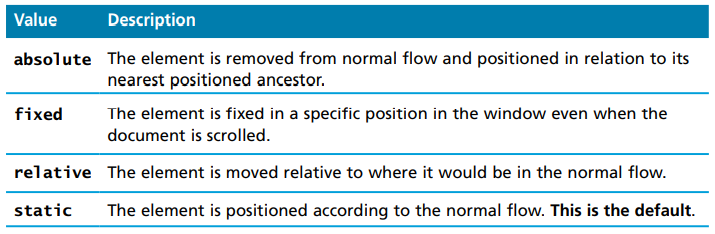 Value Description
absolute The element is removed from normal flow and positioned in relation to its
nearest positioned ancestor.
fixed The element is fixed in a specific position in the window even when the
document is scrolled.
relative The element is moved relative to where it would be in the normal flow.
static The element is positioned according to the normal flow. This is the default.